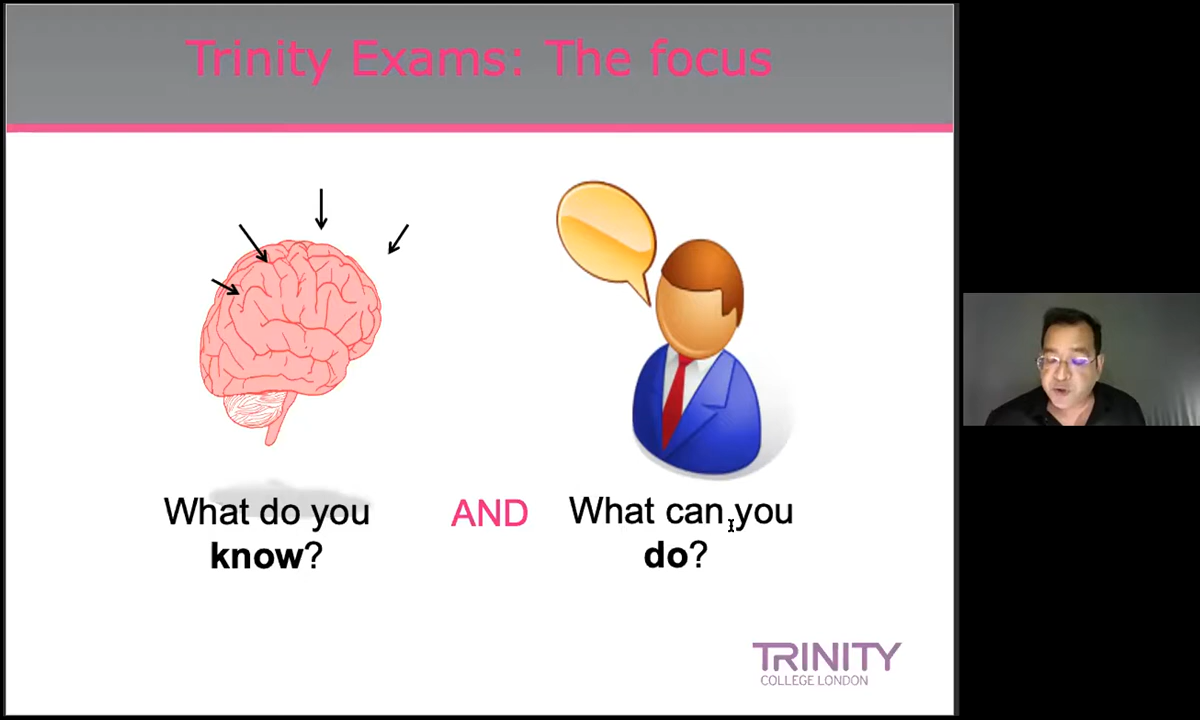 Trinity Exams: The focus
What do you
know?
AND
What can you
do?
TRINITY
COLLEGE LONDON